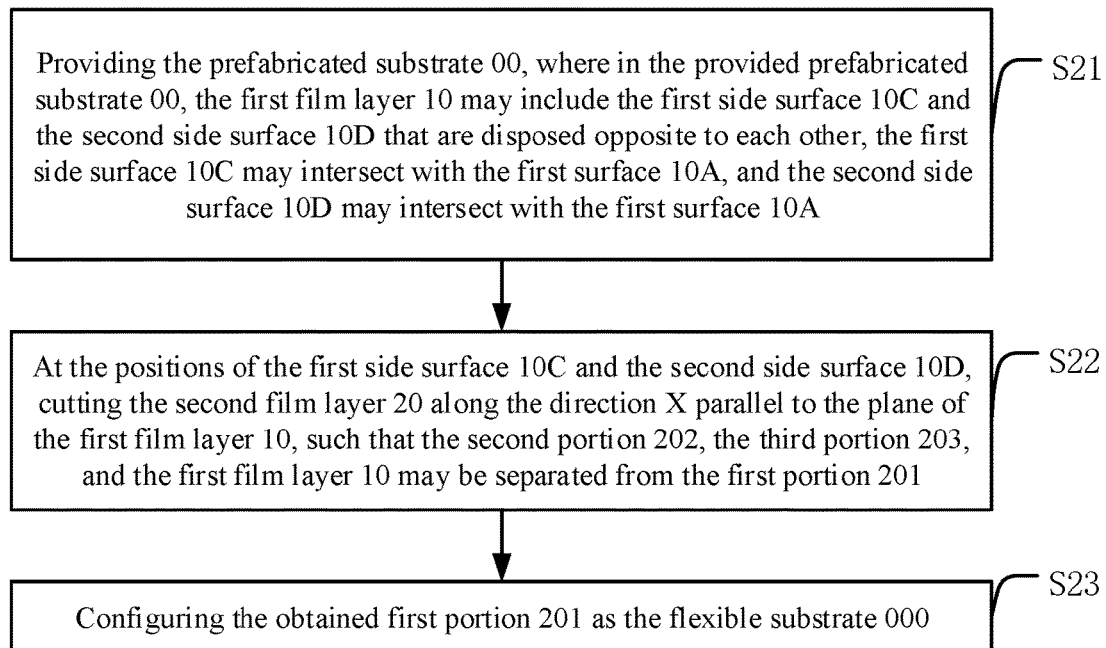 Providing the prefabricated substrate 00, where in the provided prefabricated
substrate 00, the first film layer 10 may include the first side surface 10C and
the second side surface 10D that are disposed opposite to each other, the first
side surface 10C may intersect with the first surface 10A, and the second side
surface 10D may intersect with the first surface 10A
S21
At the positions of the first side surface 10C and the second side surface 10D,
cutting the second film layer 20 along the direction X parallel to the plane of
the first film layer 10, such that the second portion 202, the third portion 203,
and the first film layer 10 may be separated from the first portion 201
S22
Configuring the obtained first portion 201 as the flexible substrate 000
S23